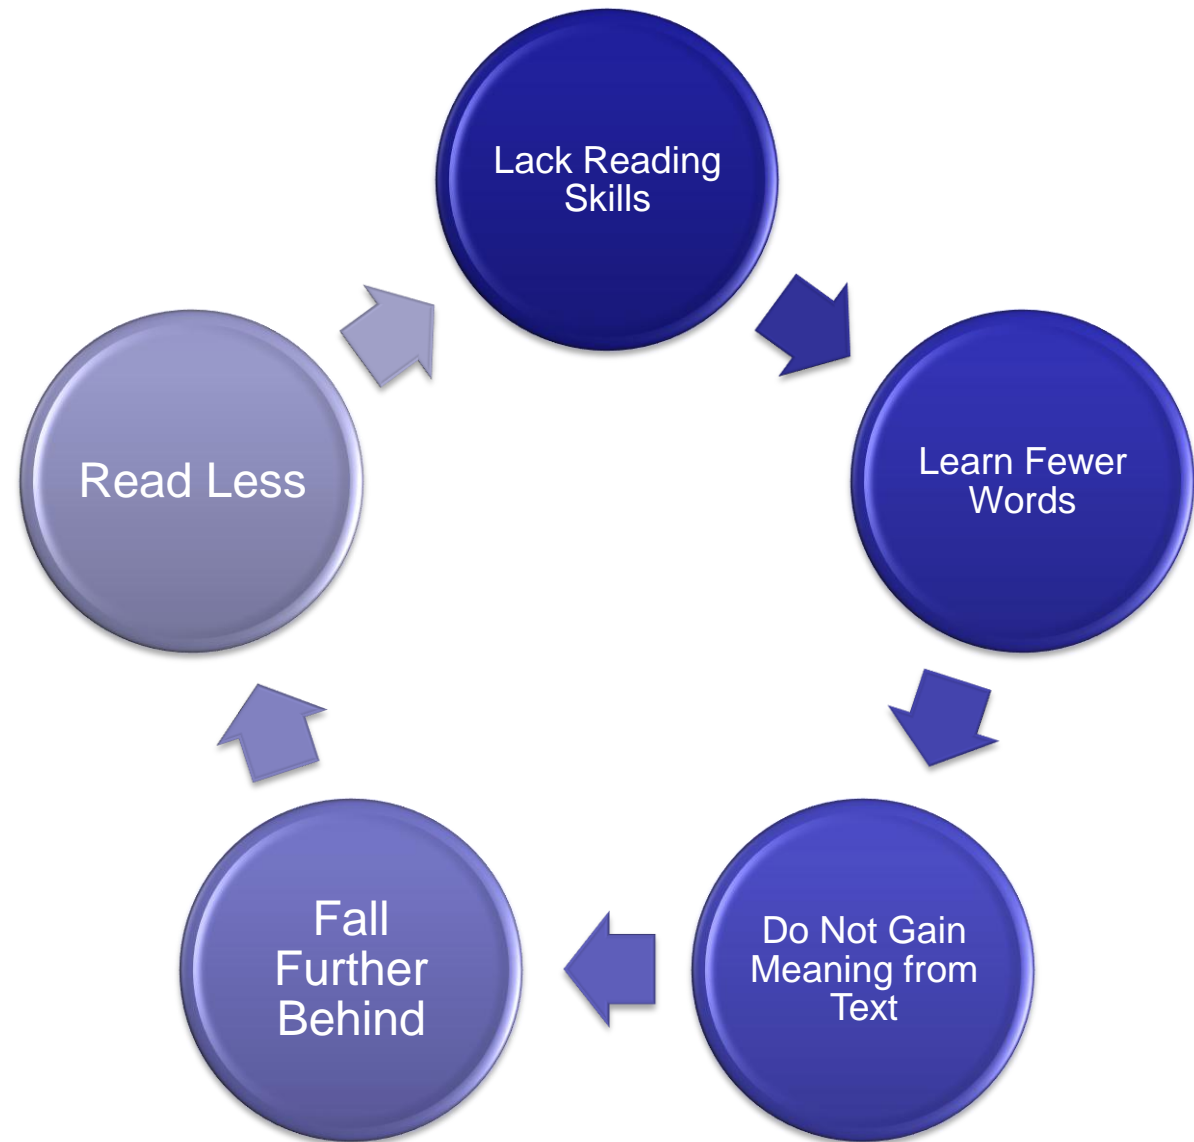 Lack Reading
Skills
Learn Fewer
Words
Do Not Gain
Meaning from
Text
Fall
Further
Behind
Read Less